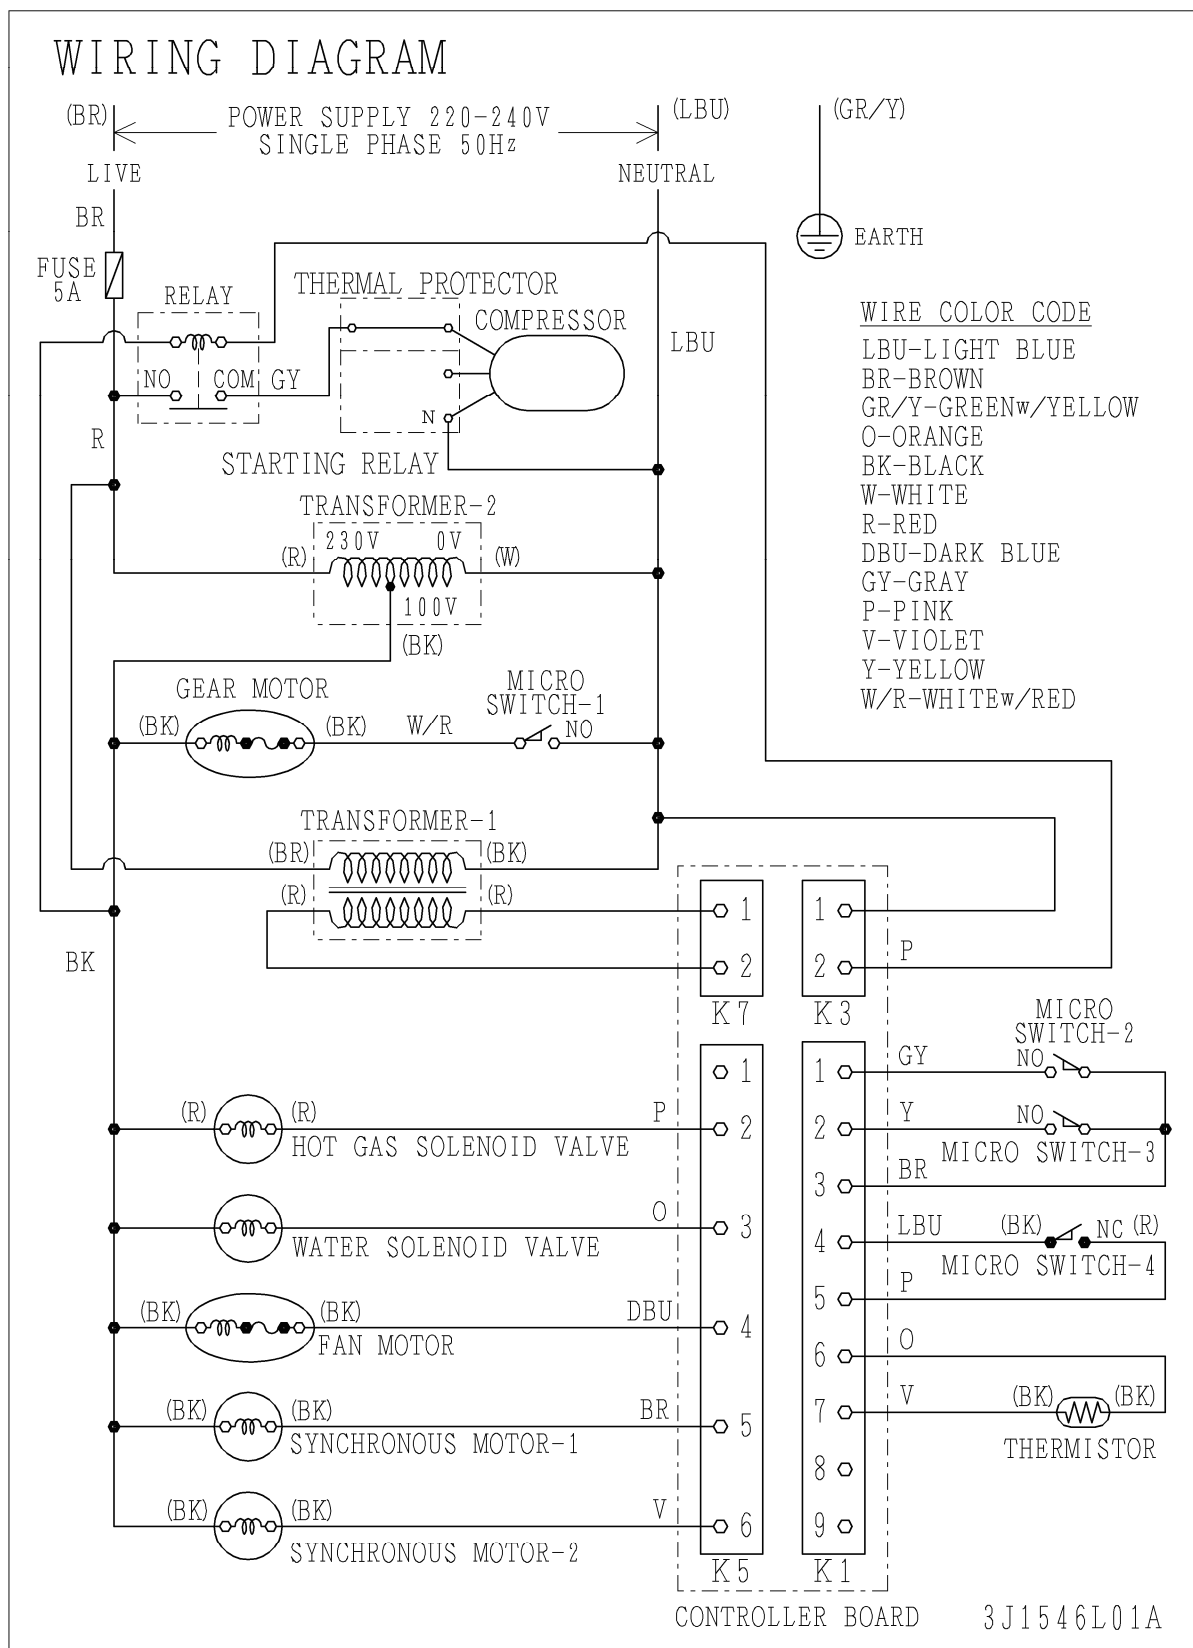 WIRING DIAGRAM
(BR)
POWER SUPPLY 220-240V
SINGLE PHASE 50Hz
(LBU)
(GR/Y)
LIVE
NEUTRAL
BR
EARTH
FUSE
5A
RELAY
THERMAL PROTECTOR
COMPRESSOR
LBU
NO
COM
GY
N
R
STARTING RELAY
WIRE COLOR CODE
LBU-LIGHT BLUE
BR-BROWN
GR/Y-GREENw/YELLOW
O-ORANGE
BK-BLACK
W-WHITE
R-RED
DBU-DARK BLUE
GY-GRAY
P-PINK
V-VIOLET
Y-YELLOW
W/R-WHITEw/RED
TRANSFORMER-2
(R)
230V
0V
(W)
100V
(BK)
GEAR MOTOR
MICRO
SWITCH-1
(BK)
(BK)
W/R
NO
TRANSFORMER-1
(BR)
(BK)
(R)
(R)
1
1
BK
2
2
P
K7
K3
MICRO
SWITCH-2
1
1
GY
NO
(R)
(R)
P
2
2
Y
NO
HOT GAS SOLENOID VALVE
MICRO SWITCH-3
3
BR
O
3
WATER SOLENOID VALVE
4
LBU
(BK)
NC
(R)
MICRO SWITCH-4
5
P
(BK)
(BK)
DBU
4
FAN MOTOR
6
O
(BK)
(BK)
BR
5
SYNCHRONOUS MOTOR-1
7
V
(BK)
(BK)
THERMISTOR
8
(BK)
(BK)
V
6
9
SYNCHRONOUS MOTOR-2
K5
K1
CONTROLLER BOARD
3J1546L01A